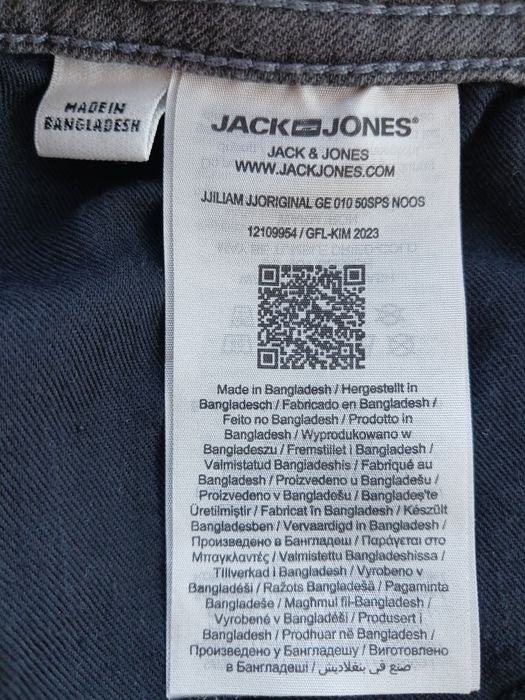 MADE IN
BANGLADESH
JACK JONES®
JACK & JONES
WWW.JACKJONES.COM
JJILIAM JJORIGINAL GE 010 50SPS NOOS
12109954 / GFL-KIM 2023
Made in Bangladesh / Hergestellt in
Bangladesch / Fabricado en Bangladesh /
Feito no Bangladesh / Prodotto in
Bangladesh / Wyprodukowano w
Bangladeszu / Fremstillet i Bangladesh /
Valmistatud Bangladeshis / Fabriqué au
Bangladesh / Proizvedeno u Bangladešu /
Proizvedeno v Bangladešu / Bangladeş'te
Üretilmiştir / Fabricat în Bangladesh / Készült
Bangladesben / Vervaardigd in Bangladesh /
Произведено в Бангладеш / Παράγεται στο
Μπαγκλαντές / Valmistettu Bangladeshissa /
Tillverkad i Bangladesh / Vyrobeno v
Bangladéši / Ražots Bangladešā / Pagaminta
Bangladeše / Magħmul fil-Bangladesh /
Vyrobené v Bangladéši / Produsert i
Bangladesh / Prodhuar në Bangladesh /
Произведено у Бангладешу / Виготовлено
в Бангладеші / صنع في بنغلاديش